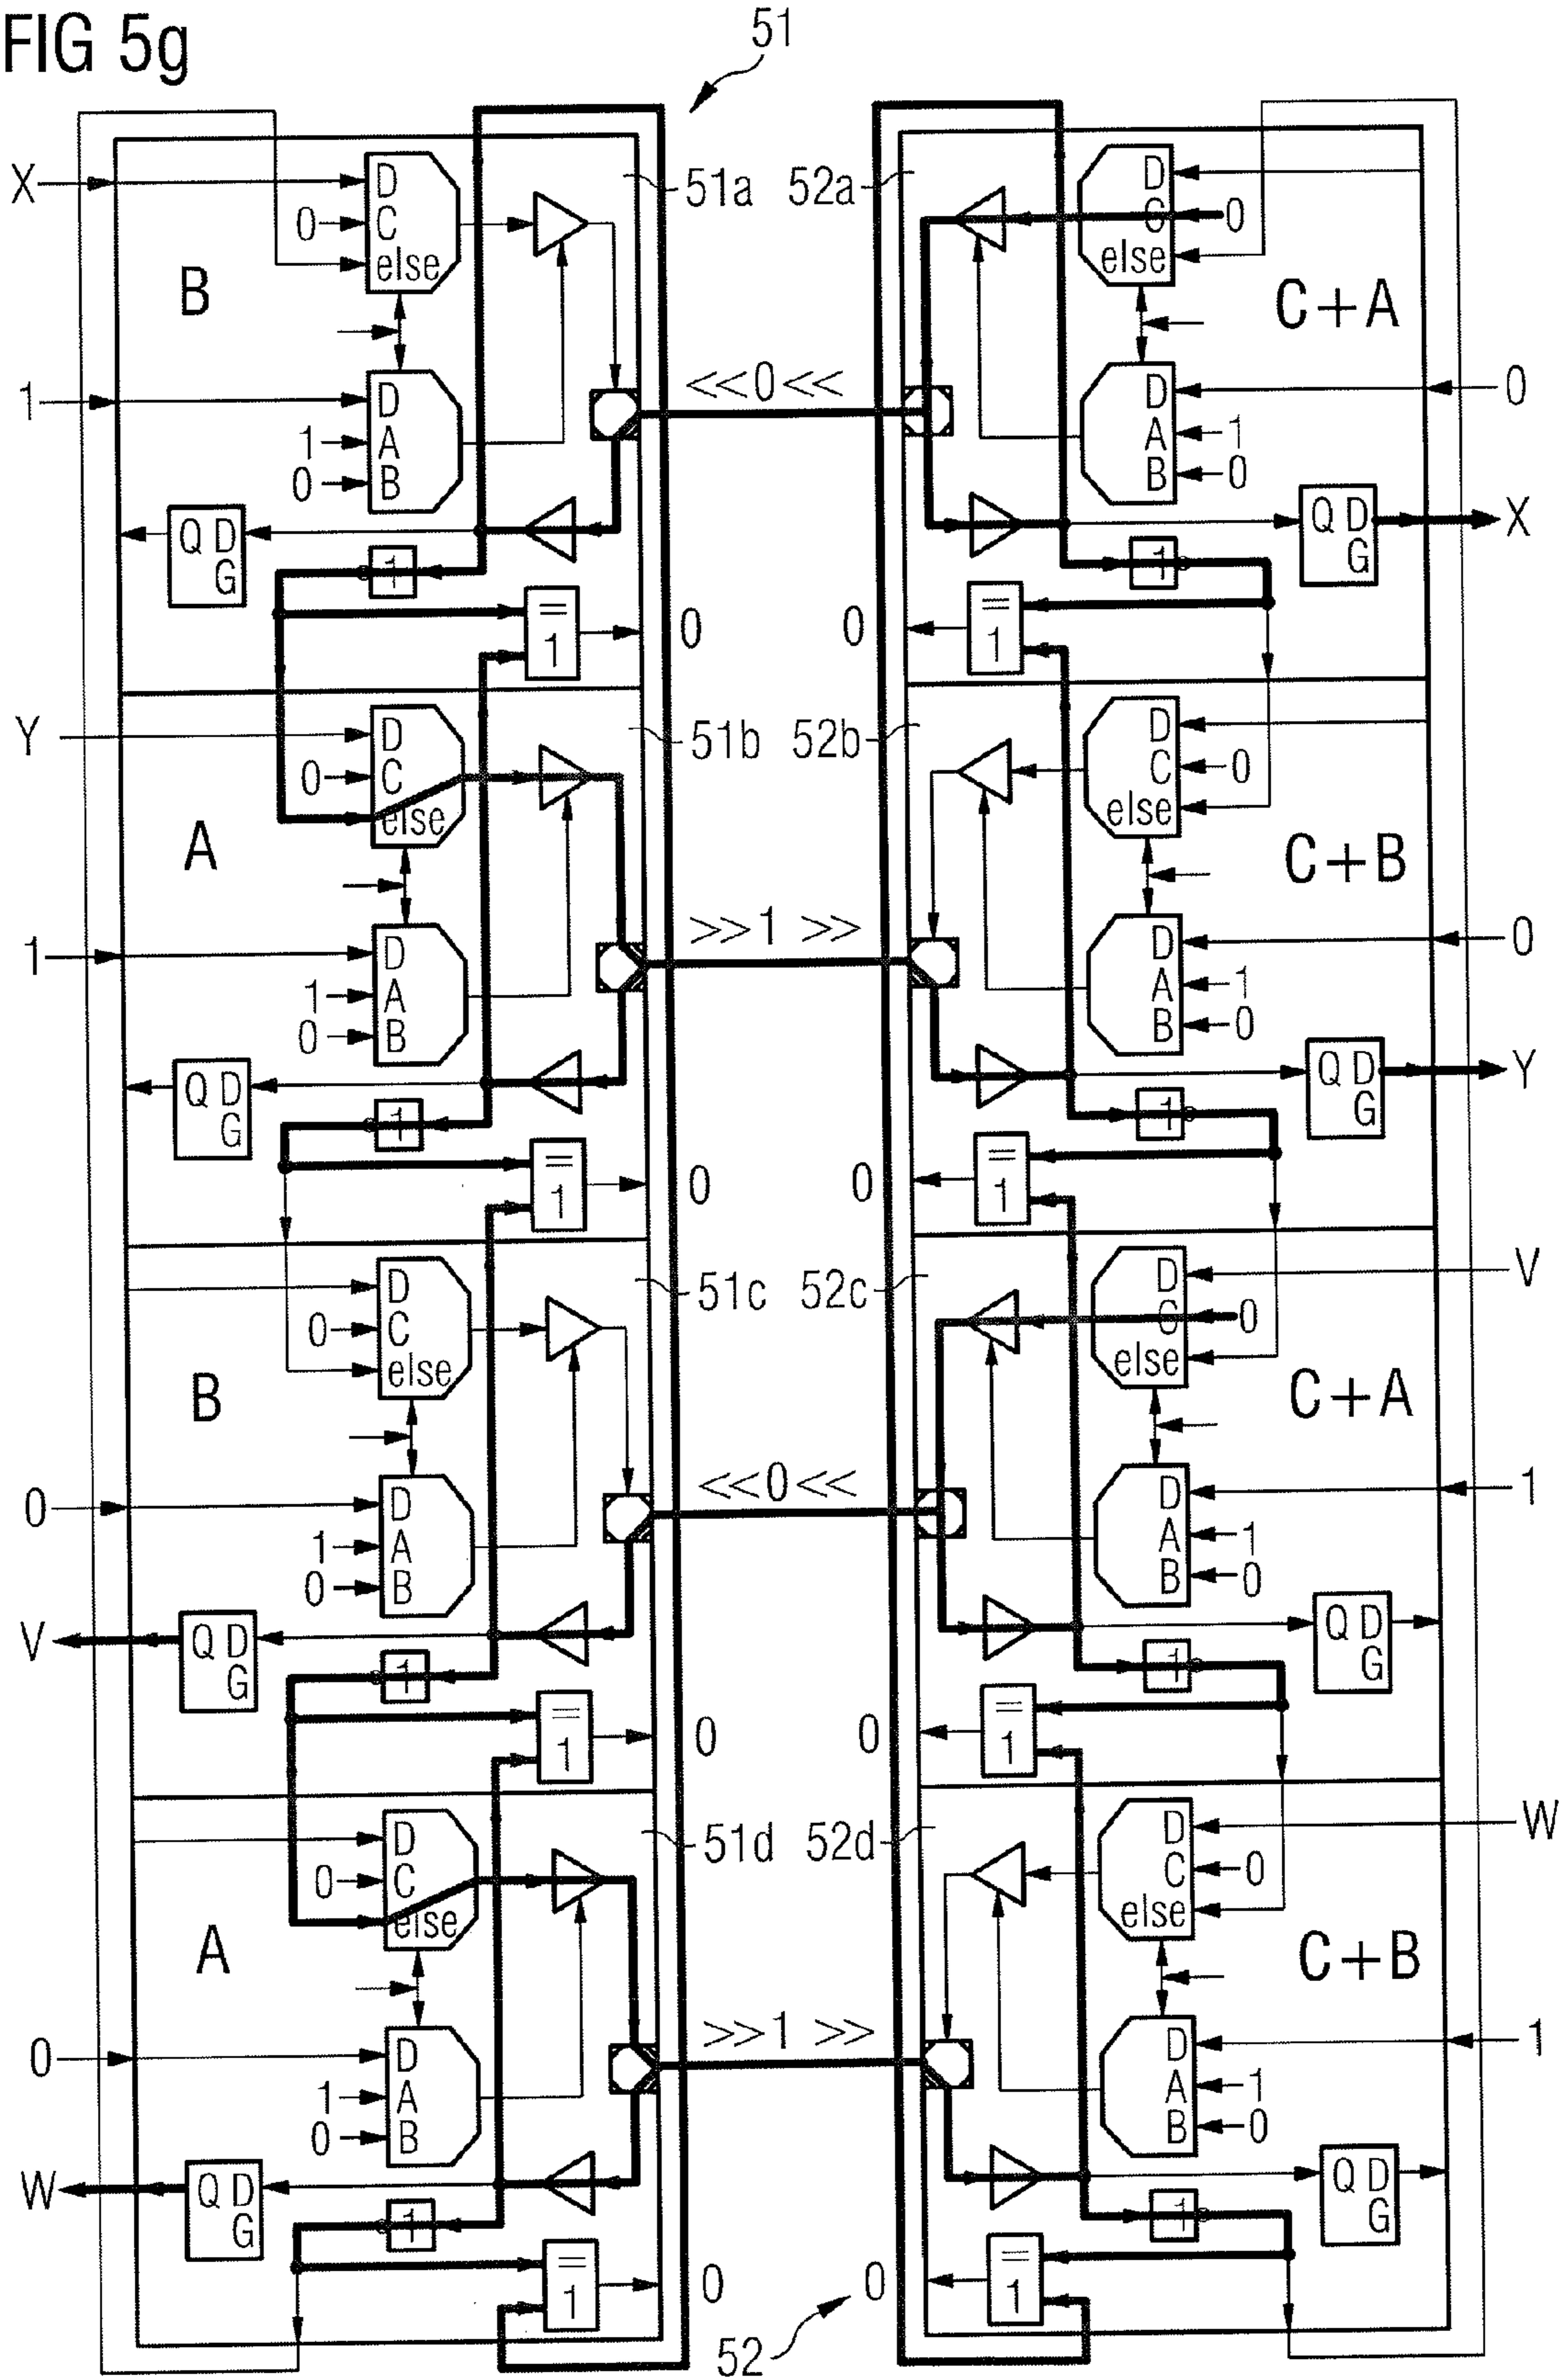 FIG 5g
51
X D 51a 52a D
0 C C 0
else else
B C+A
1 D <<0<< D 0
1 A A 1
0 B B 0
Q D Q D X
G G
1 1
= 0 0 =
1 1
Y D 51b 52b D
0 C C 0
else else
A C+B
1 D >>1 >> D 0
1 A A 1
0 B B 0
Q D Q D Y
G G
1 1
= 0 0 =
1 1
D 51c 52c D V
0 C C 0
else else
B C+A
0 D <<0<< D 1
1 A A 1
0 B B 0
V Q D Q D
G G
1 1
= 0 0 =
1 1
D 51d 52d D W
0 C C 0
else else
A C+B
0 D >>1 >> D 1
1 A A 1
0 B B 0
W Q D Q D
G G
1 1
= 0 0 =
1 1
52